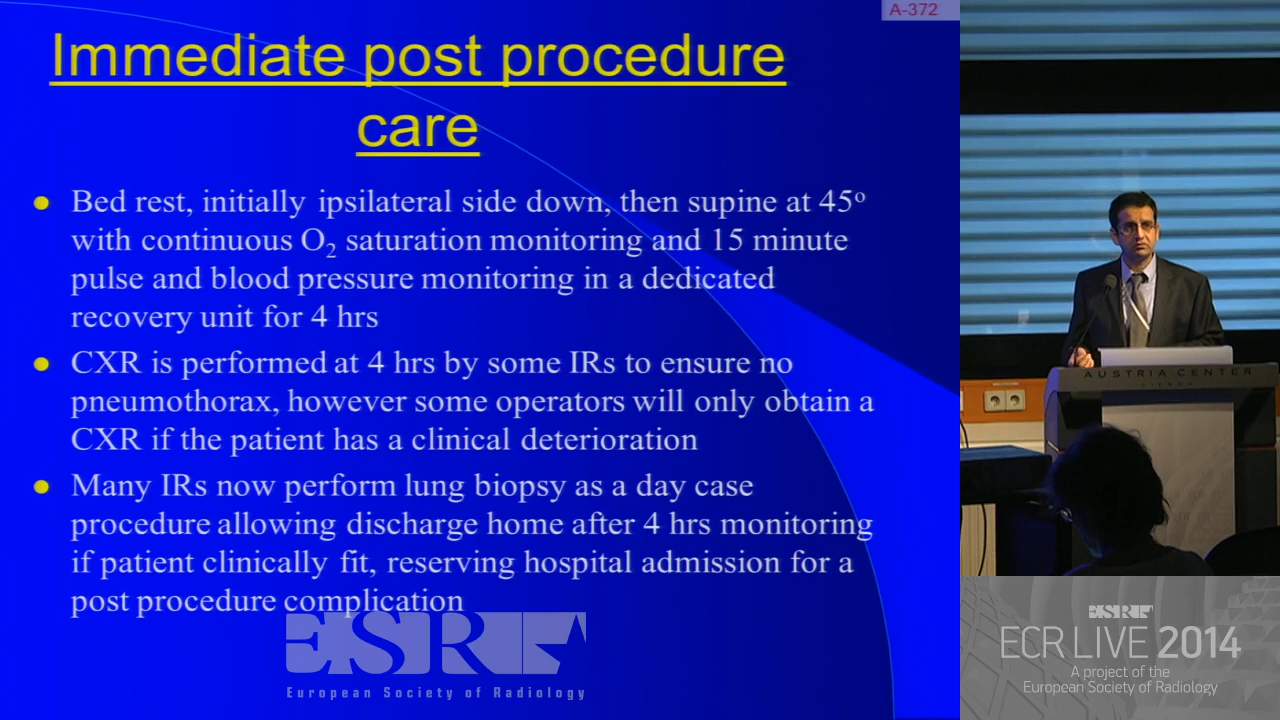 A-372
Immediate post procedure
care
Bed rest, initially ipsilateral side down, then supine at 45º
with continuous O₂ saturation monitoring and 15 minute
pulse and blood pressure monitoring in a dedicated
recovery unit for 4 hrs
CXR is performed at 4 hrs by some IRs to ensure no
pneumothorax, however some operators will only obtain a
CXR if the patient has a clinical deterioration
Many IRs now perform lung biopsy as a day case
procedure allowing discharge home after 4 hrs monitoring
if patient clinically fit, reserving hospital admission for a
post procedure complication
ESR
European Society of Radiology
AUSTRIA CENTER
VIENNA
ESR
ECR LIVE 2014
A project of the
European Society of Radiology